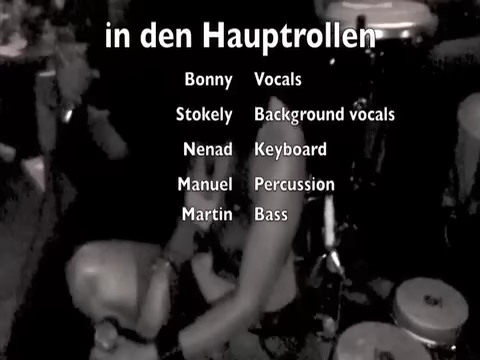 in den Hauptrollen
Bonny Vocals
Stokely Background vocals
Nenad Keyboard
Manuel Percussion
Martin Bass